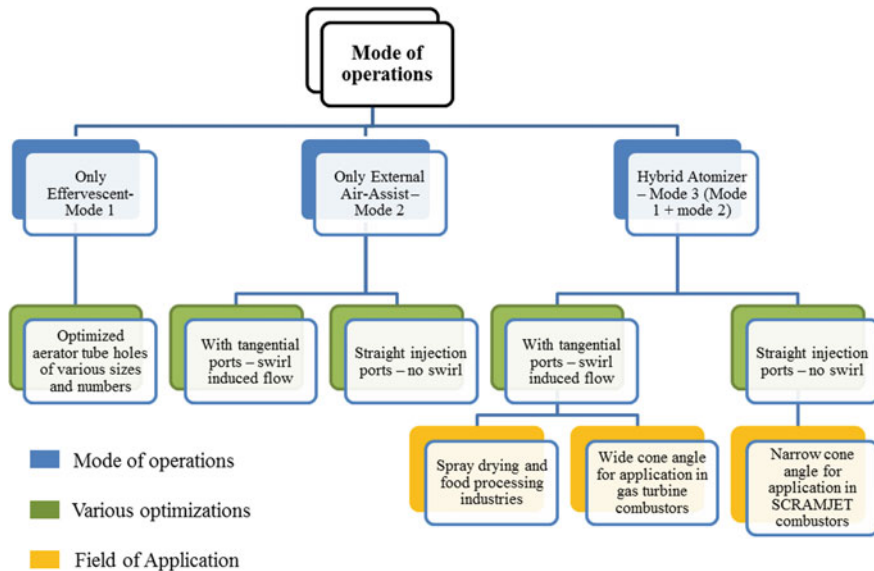 Mode of
operations
Only
Effervescent-
Mode 1
Only External
Air-Assist–
Mode 2
Hybrid Atomizer
– Mode 3 (Mode
1 + mode 2)
Optimized
aerator tube holes
of various sizes
and numbers
With tangential
ports – swirl
induced flow
Straight injection
ports – no swirl
With tangential
ports – swirl
induced flow
Straight injection
ports – no swirl
Spray drying and
food processing
industries
Wide cone angle
for application in
gas turbine
combustors
Narrow cone
angle for
application in
SCRAMJET
combustors
Mode of operations
Various optimizations
Field of Application